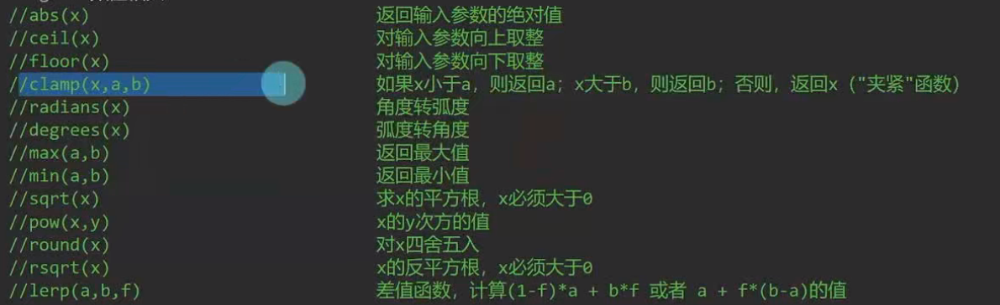 //abs(x) 返回输入参数的绝对值
//ceil(x) 对输入参数向上取整
//floor(x) 对输入参数向下取整
//clamp(x,a,b) 如果x小于a，则返回a；x大于b，则返回b；否则，返回x（"夹紧"函数）
//radians(x) 角度转弧度
//degrees(x) 弧度转角度
//max(a,b) 返回最大值
//min(a,b) 返回最小值
//sqrt(x) 求x的平方根，x必须大于0
//pow(x,y) x的y次方的值
//round(x) 对x四舍五入
//rsqrt(x) x的反平方根，x必须大于0
//lerp(a,b,f) 差值函数，计算(1-f)*a + b*f 或者 a + f*(b-a)的值